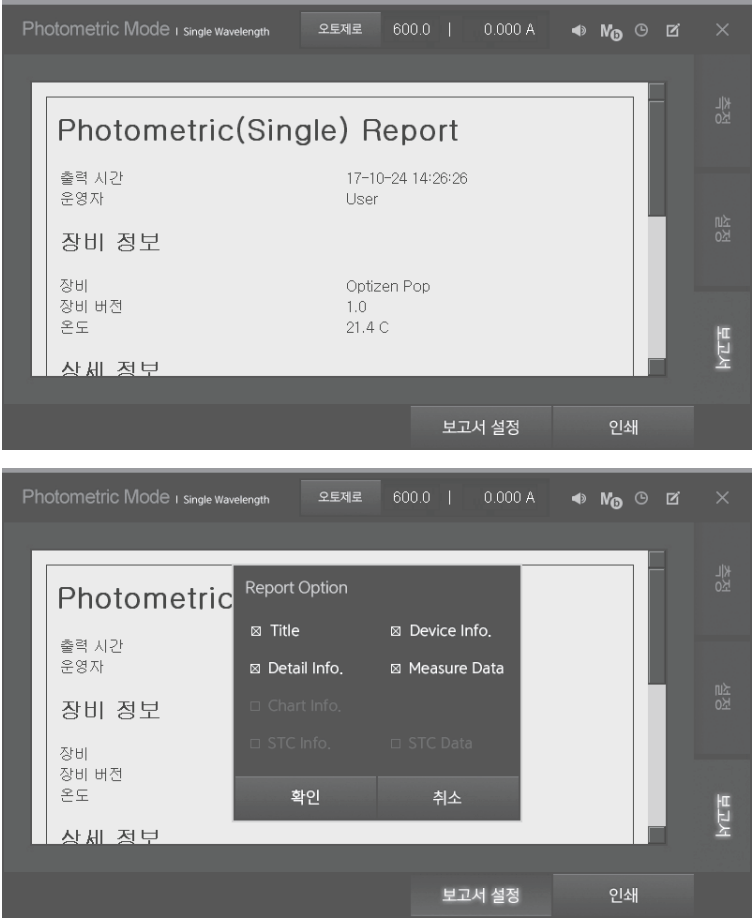 Photometric Mode | Single Wavelength 오토제로 600.0 | 0.000 A
측정
Photometric(Single) Report
출력 시간 17-10-24 14:26:26
운영자 User
설정
장비 정보
장비 Optizen Pop
장비 버전 1.0
온도 21.4 C
보고서
상세 정보
보고서 설정 인쇄
Photometric Mode | Single Wavelength 오토제로 600.0 | 0.000 A
측정
Photometric
Report Option
Title Device Info.
출력 시간
운영자
Detail Info. Measure Data
설정
장비 정보
Chart Info.
STC Info. STC Data
장비
장비 버전
온도
확인 취소
보고서
상세 정보
보고서 설정 인쇄